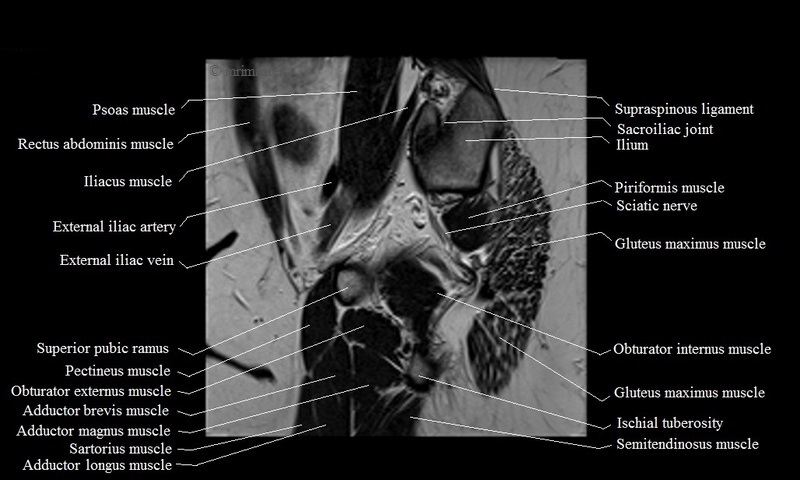 Psoas muscle
Rectus abdominis muscle
Iliacus muscle
External iliac artery
External iliac vein
Superior pubic ramus
Pectineus muscle
Obturator externus muscle
Adductor brevis muscle
Adductor magnus muscle
Sartorius muscle
Adductor longus muscle
Supraspinous ligament
Sacroiliac joint
Ilium
Piriformis muscle
Sciatic nerve
Gluteus maximus muscle
Obturator internus muscle
Gluteus maximus muscle
Ischial tuberosity
Semitendinosus muscle